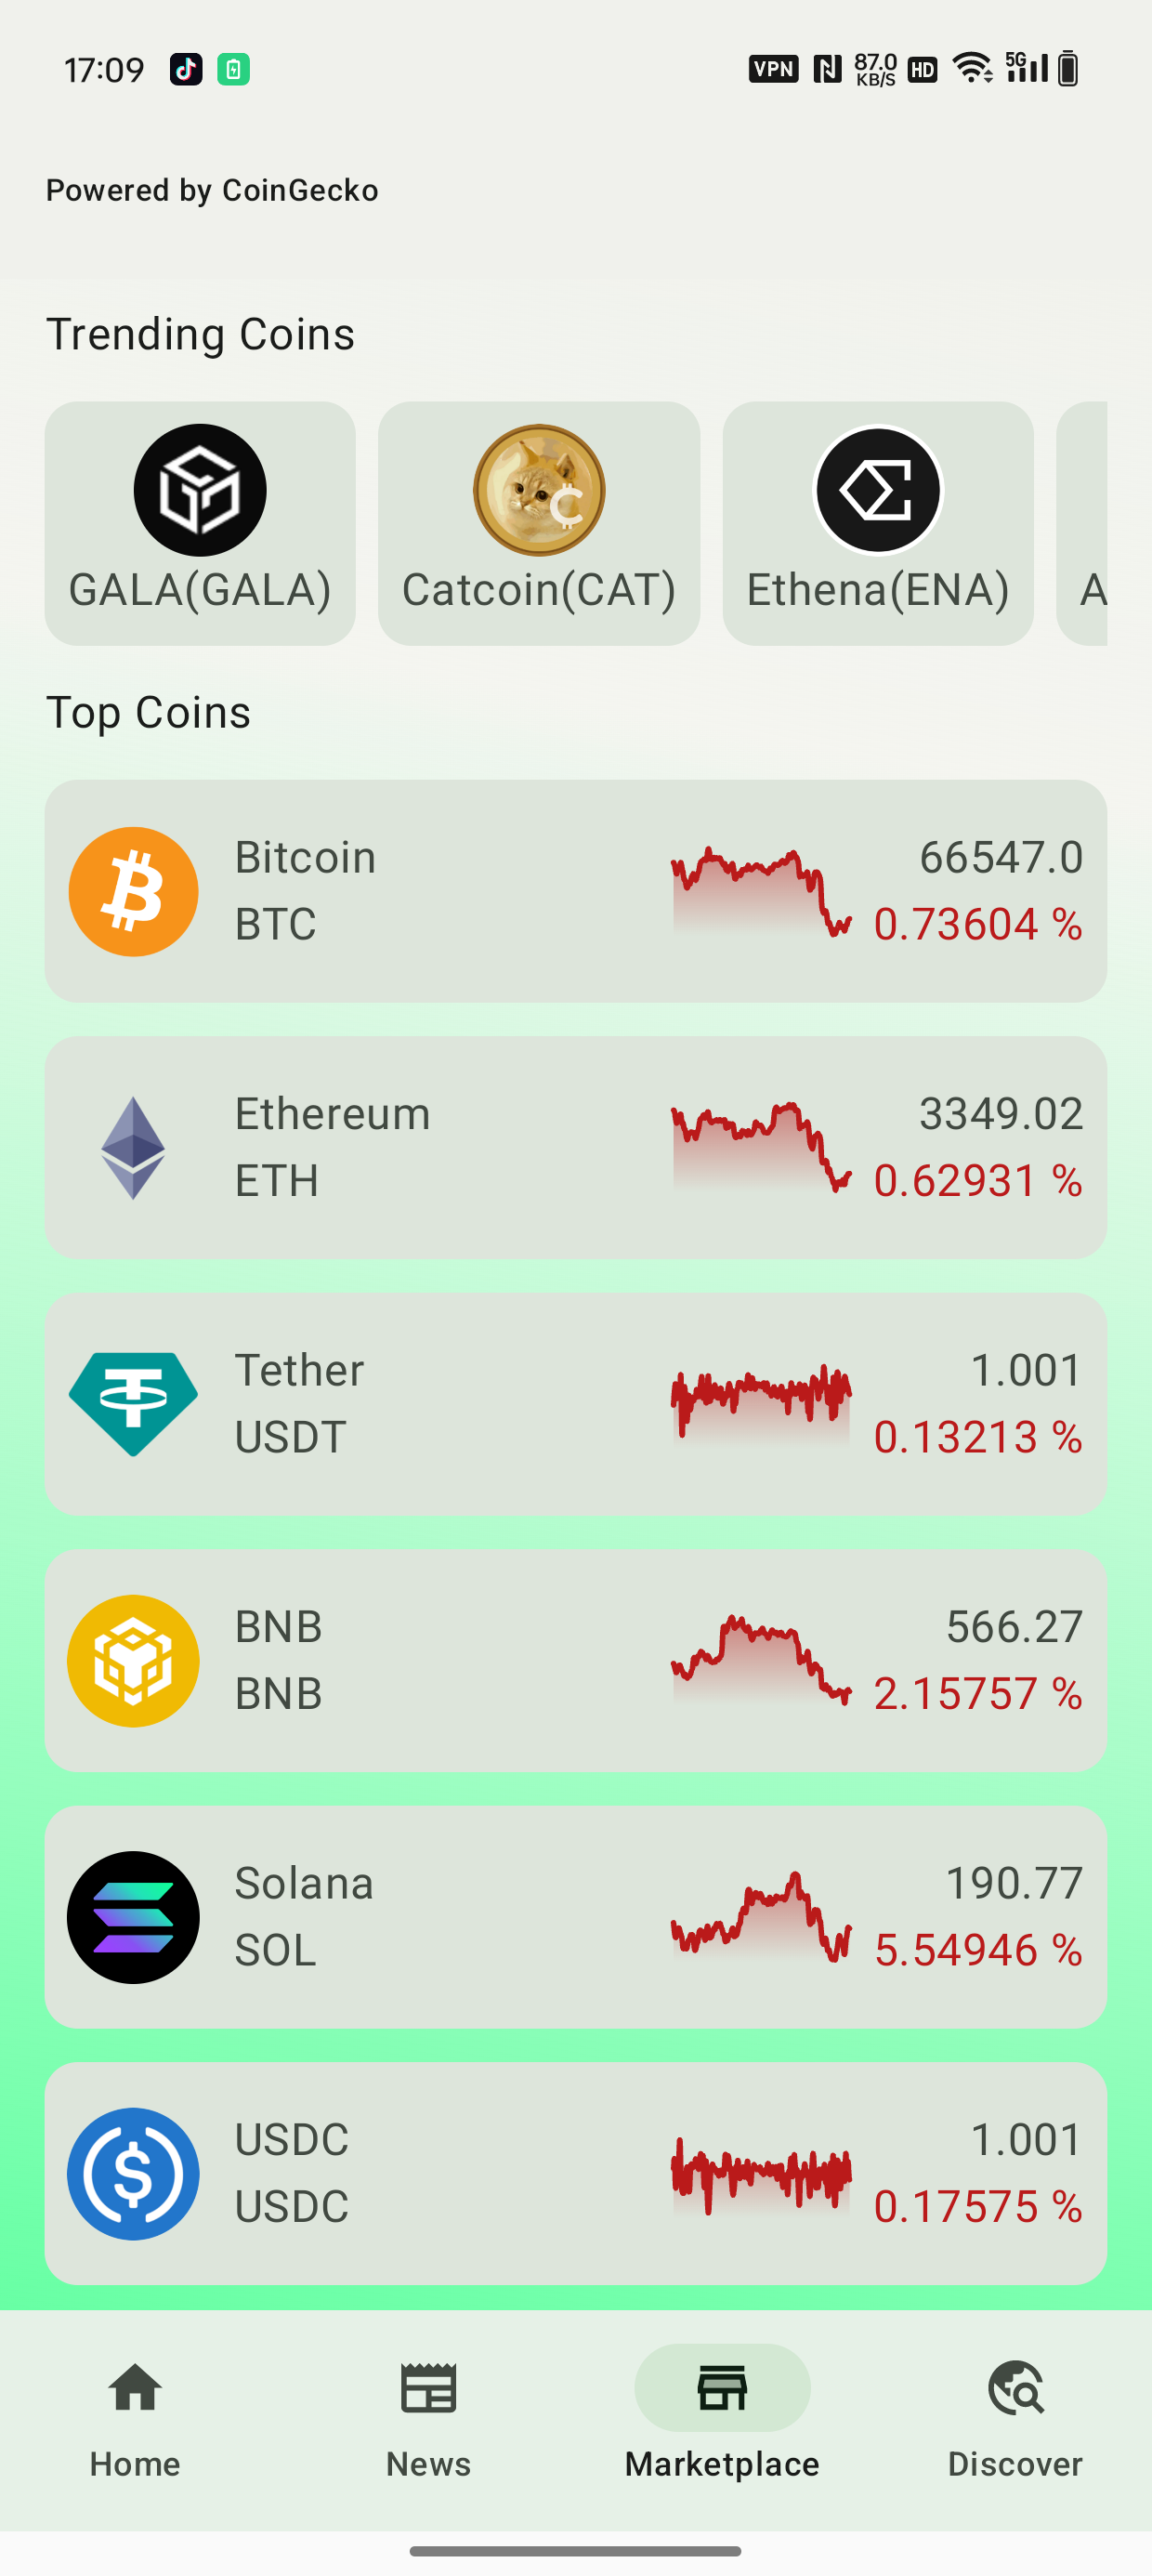 17:09 VPN 87.0 KB/S HD 5G
Powered by CoinGecko
Trending Coins
GALA(GALA) Catcoin(CAT) Ethena(ENA) A
Top Coins
Bitcoin 66547.0
BTC 0.73604 %
Ethereum 3349.02
ETH 0.62931 %
Tether 1.001
USDT 0.13213 %
BNB 566.27
BNB 2.15757 %
Solana 190.77
SOL 5.54946 %
USDC 1.001
USDC 0.17575 %
Home News Marketplace Discover